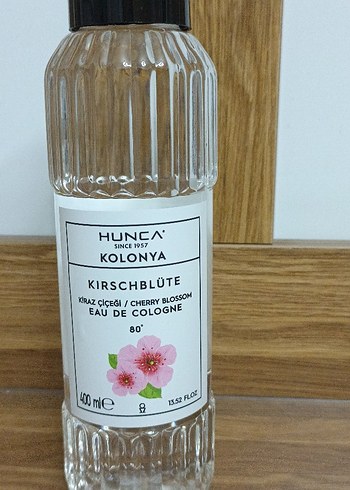 HUNCA®
SINCE 1957
KOLONYA
KIRSCHBLÜTE
KİRAZ ÇİÇEĞİ / CHERRY BLOSSOM
EAU DE COLOGNE
80°
400 ml℮
13.52 FL.OZ